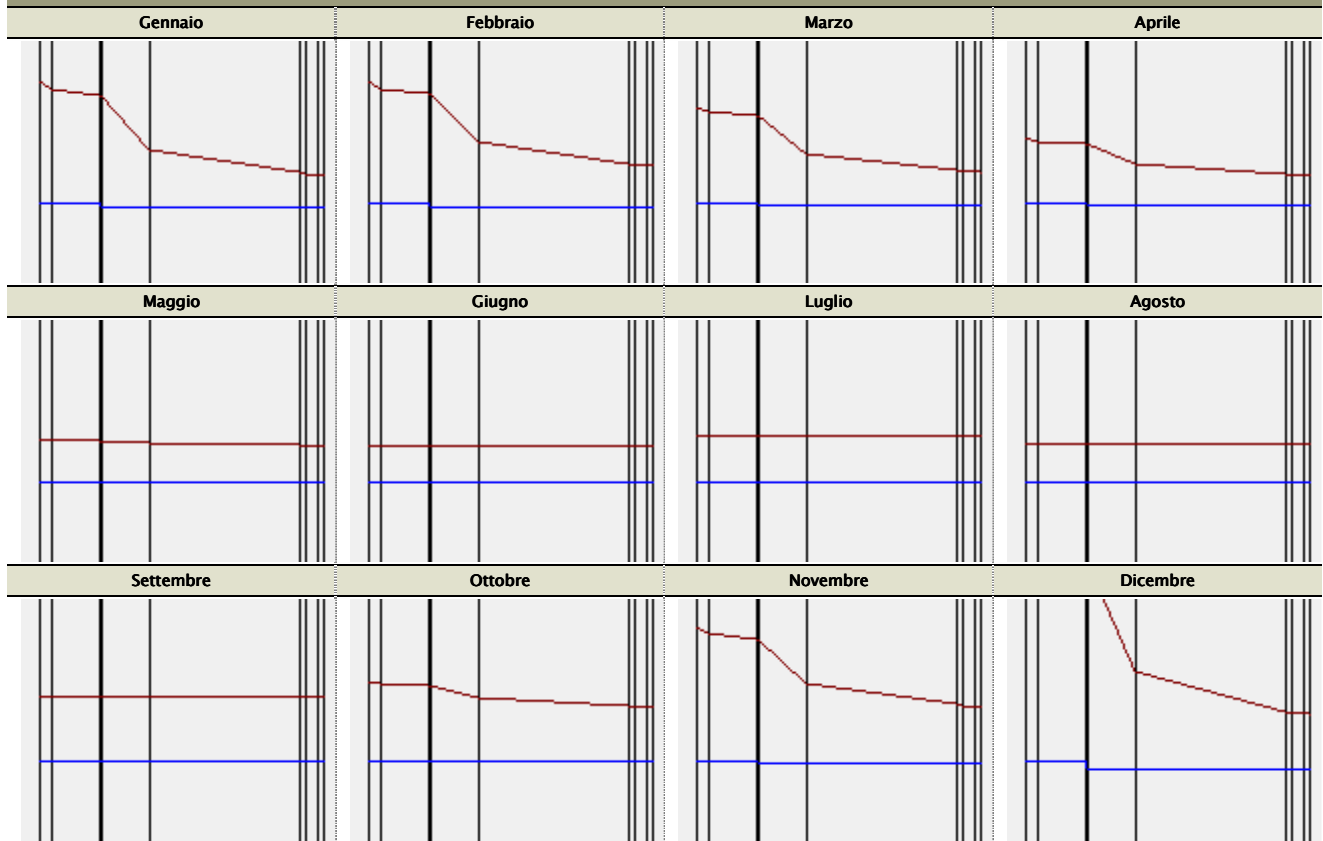 Gennaio Febbraio Marzo Aprile
Maggio Giugno Luglio Agosto
Settembre Ottobre Novembre Dicembre